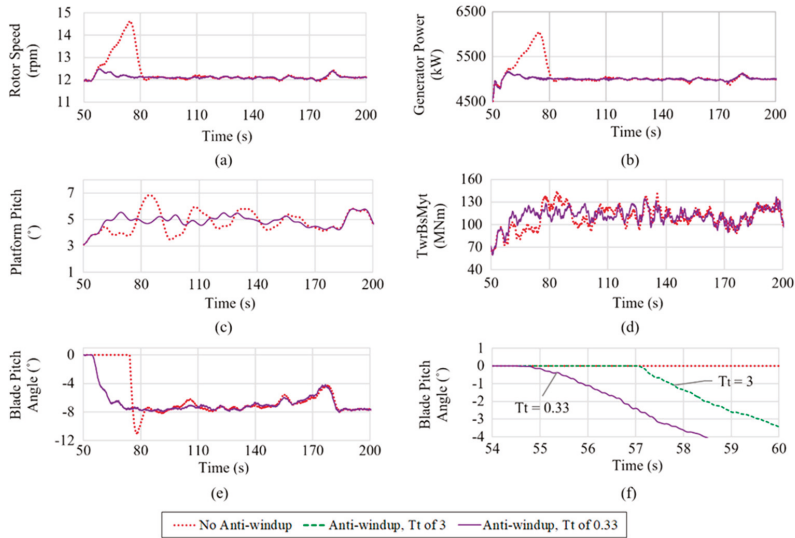 15
14
13
12
11
Rotor Speed
(rpm)
50 80 110 140 170 200
Time (s)
(a)
6500
5500
4500
Generator Power
(kW)
50 80 110 140 170 200
Time (s)
(b)
7
5
3
1
Platform Pitch
(˚)
50 80 110 140 170 200
Time (s)
(c)
160
130
100
70
40
TwrBsMyt
(MNm)
50 80 110 140 170 200
Time (s)
(d)
0
-4
-8
-12
Blade Pitch
Angle (˚)
50 80 110 140 170 200
Time (s)
(e)
1
0
-1
-2
-3
-4
Blade Pitch
Angle (˚)
Tt = 0.33
Tt = 3
54 55 56 57 58 59 60
Time (s)
(f)
No Anti-windup Anti-windup, Tt of 3 Anti-windup, Tt of 0.33